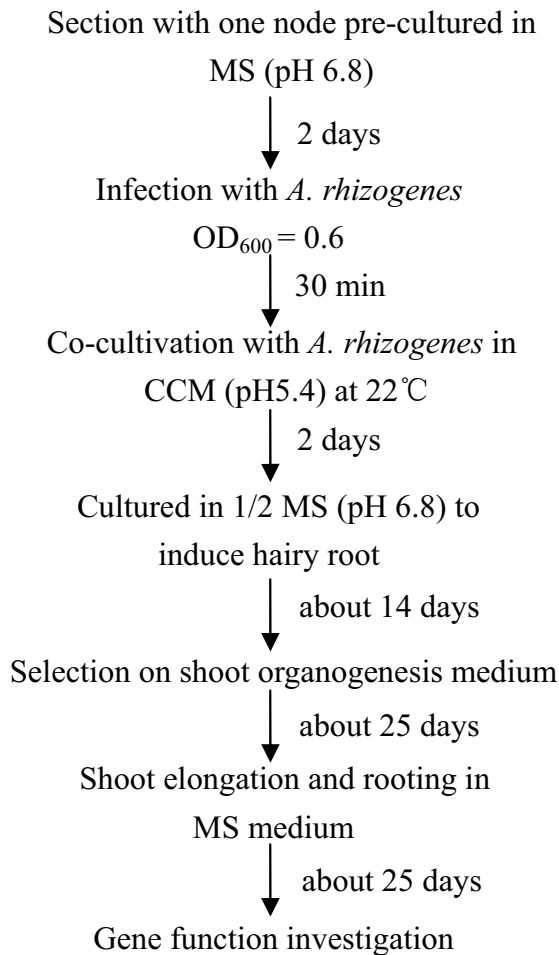 Section with one node pre-cultured in
MS (pH 6.8)
2 days
Infection with A. rhizogenes
OD₆₀₀ = 0.6
30 min
Co-cultivation with A. rhizogenes in
CCM (pH5.4) at 22℃
2 days
Cultured in 1/2 MS (pH 6.8) to
induce hairy root
about 14 days
Selection on shoot organogenesis medium
about 25 days
Shoot elongation and rooting in
MS medium
about 25 days
Gene function investigation